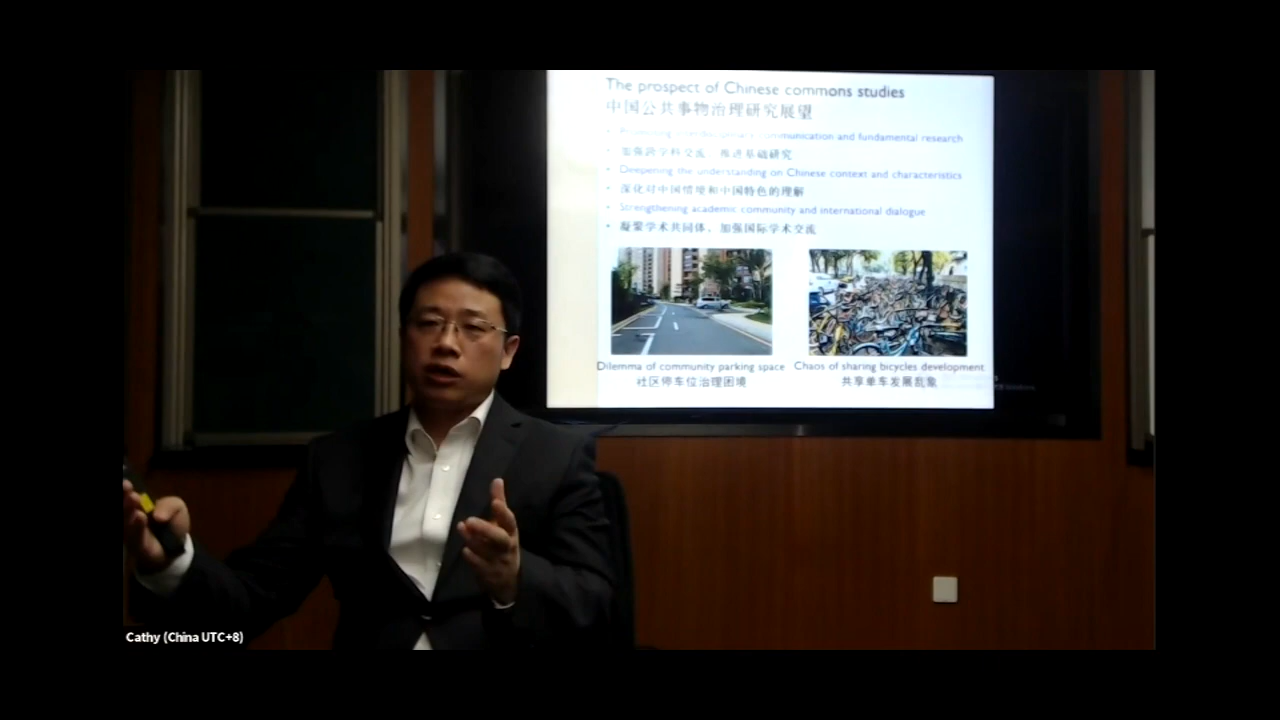 The prospect of Chinese commons studies
中国公共事物治理研究展望
communication and fundamental research
• 加强跨学科交流、推进基础研究
• Deepening the understanding on Chinese context and characteristics
• 深化对中国情境和中国特色的理解
• Strengthening academic community and international dialogue
• 凝聚学术共同体、加强国际学术交流
Dilemma of community parking space
社区停车位治理困境
Chaos of sharing bicycles development
共享单车发展乱象
Cathy (China UTC+8)